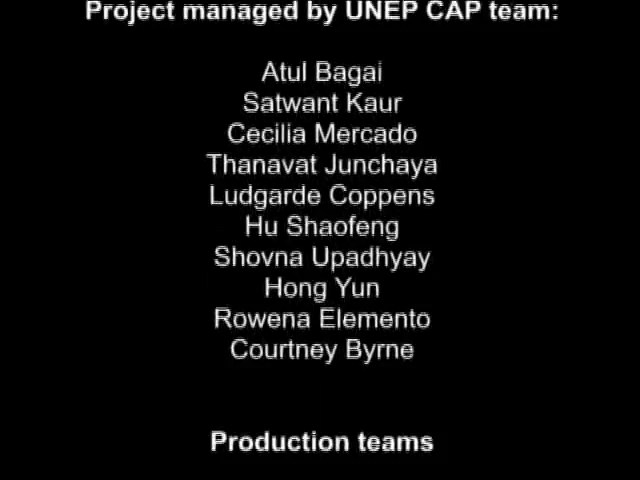 Project managed by UNEP CAP team:
Atul Bagai
Satwant Kaur
Cecilia Mercado
Thanavat Junchaya
Ludgarde Coppens
Hu Shaofeng
Shovna Upadhyay
Hong Yun
Rowena Elemento
Courtney Byrne
Production teams